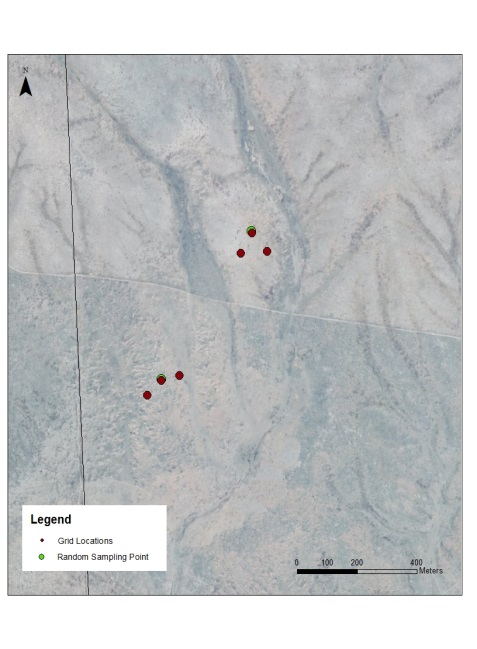 N
Legend
Grid Locations
Random Sampling Point
0 100 200 400
Meters